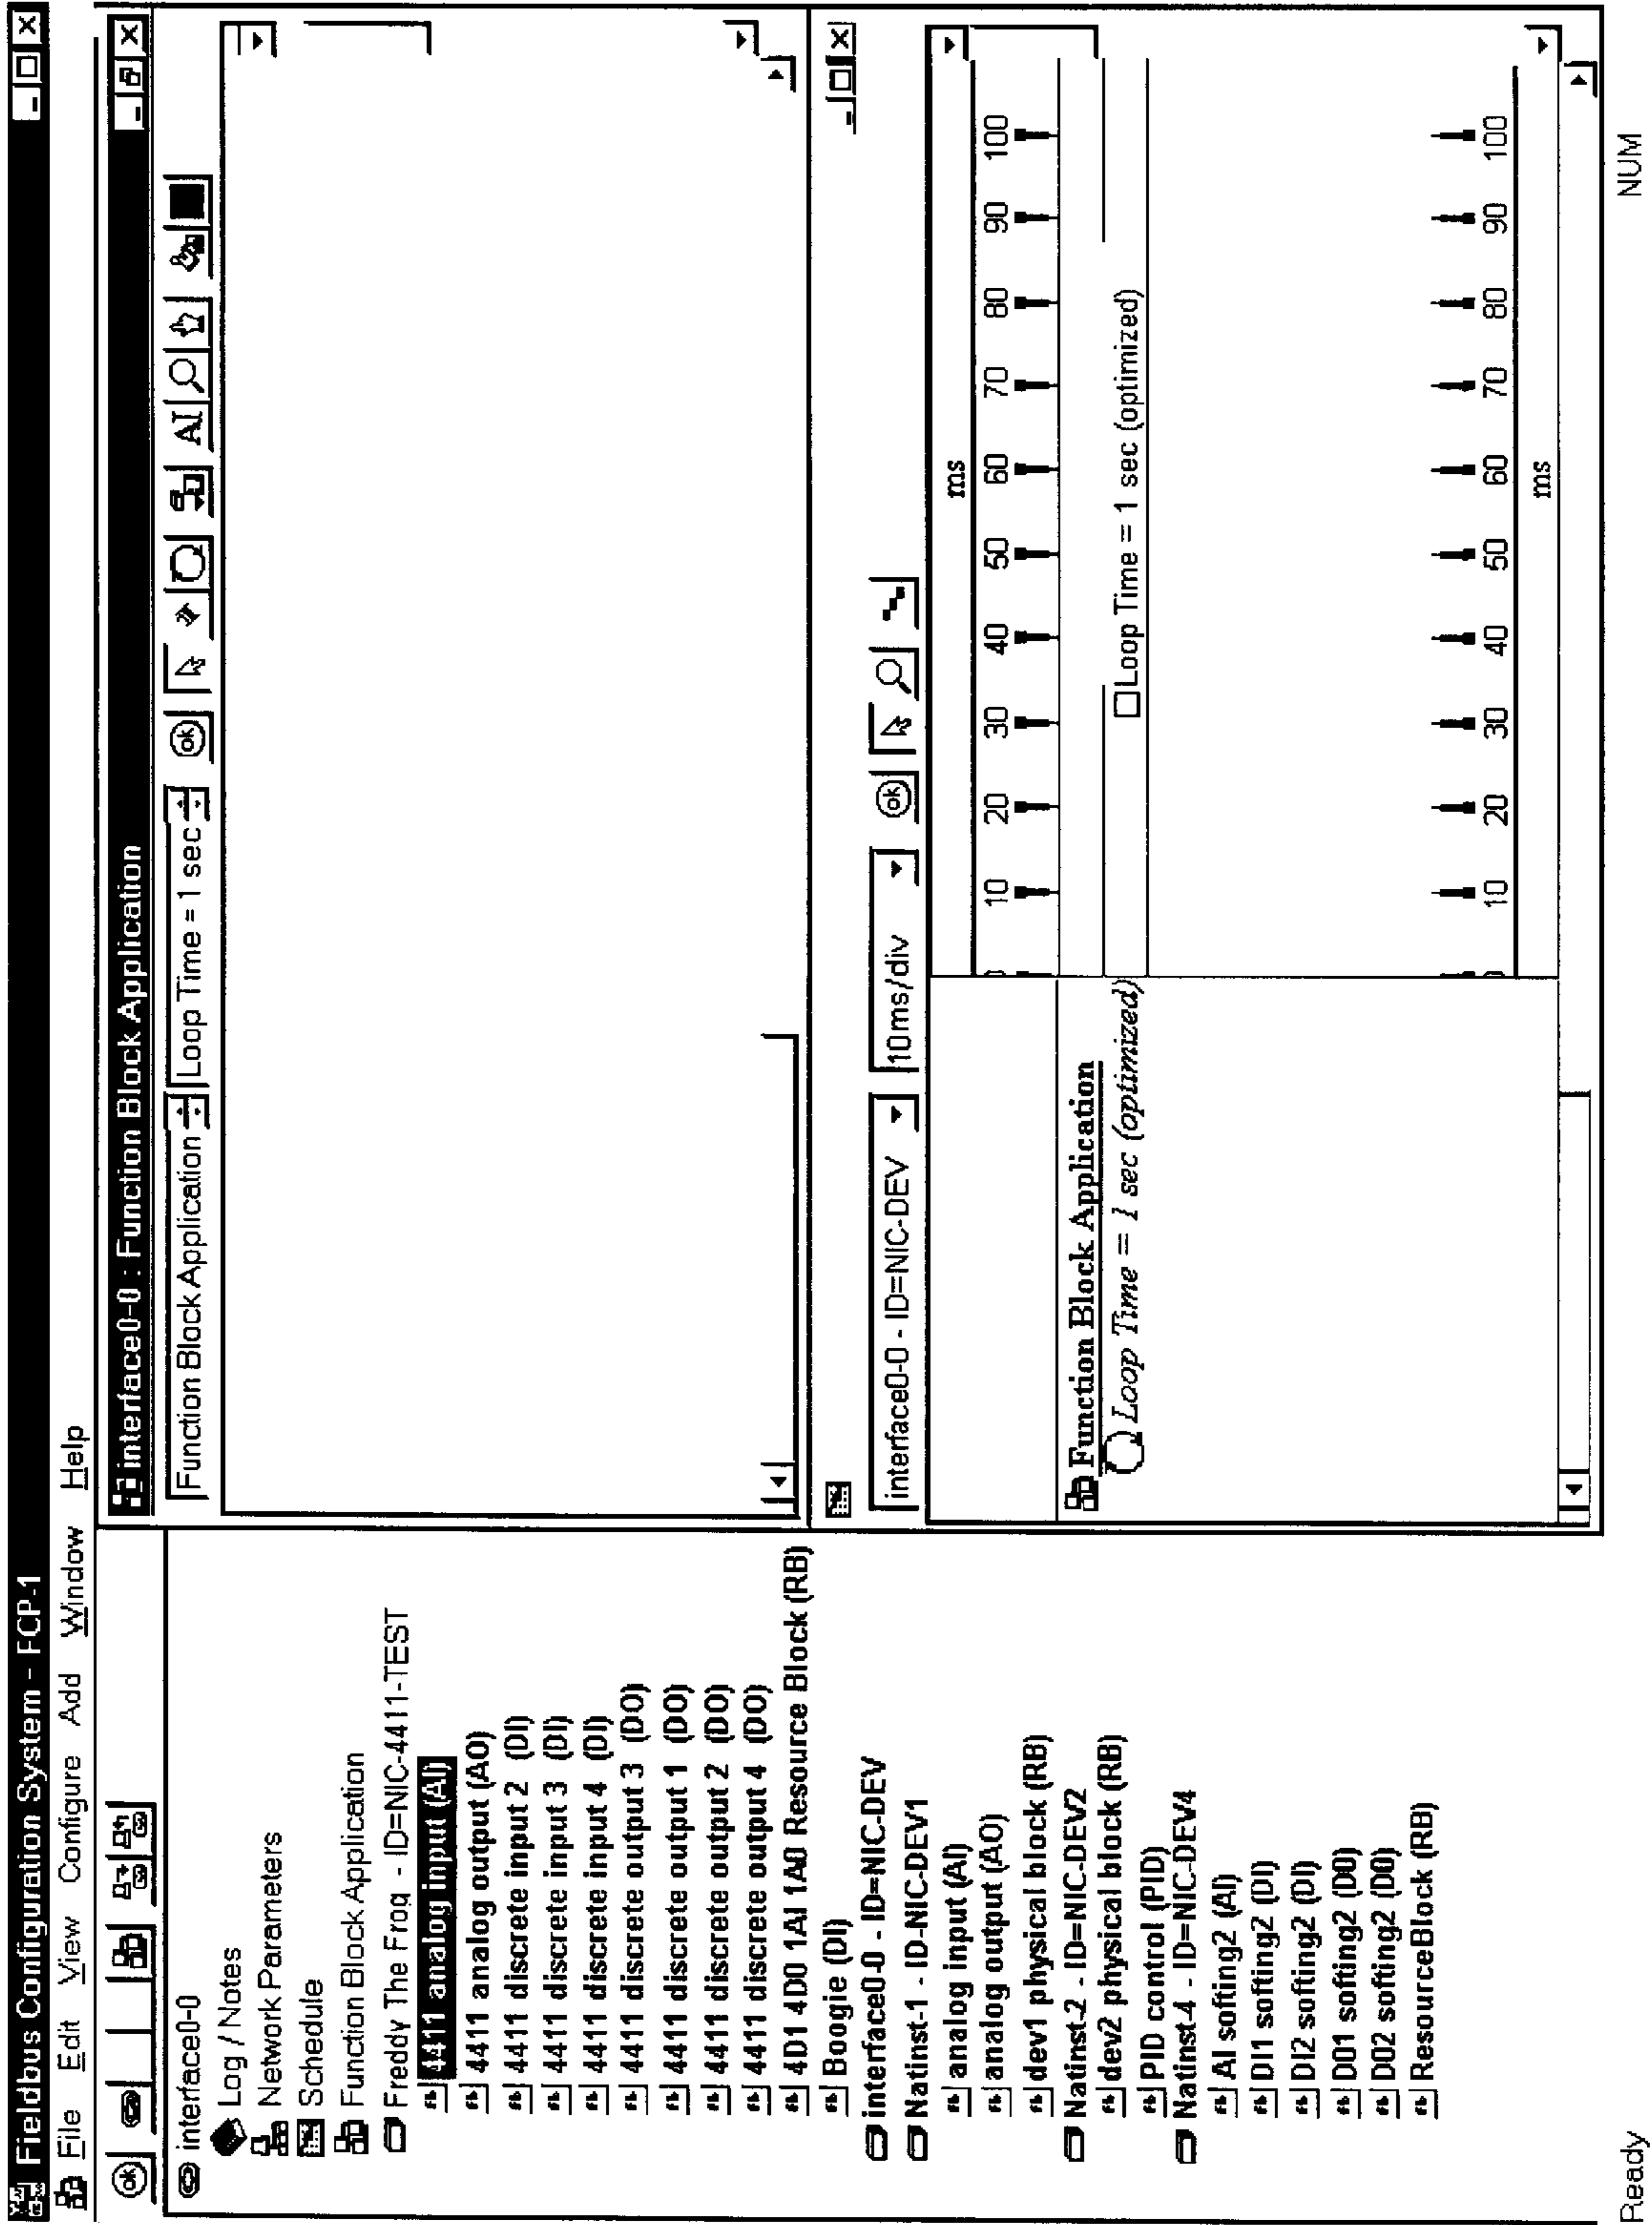 Fieldbus Configuration System - FCP-1
File Edit View Configure Add Window Help
ok
interface0-0
Log / Notes
Network Parameters
Schedule
Function Block Application
Freddy The Frog - ID=NIC-4411-TEST
4411 analog input (AI)
4411 analog output (AO)
4411 discrete input 2 (DI)
4411 discrete input 3 (DI)
4411 discrete input 4 (DI)
4411 discrete output 3 (DO)
4411 discrete output 1 (DO)
4411 discrete output 2 (DO)
4411 discrete output 4 (DO)
4D1 4D0 1AI 1A0 Resource Block (RB)
Boogie (DI)
interface0-0 - ID=NIC-DEV
Natinst-1 - ID-NIC-DEV1
analog input (AI)
analog output (AO)
dev1 physical block (RB)
Natinst-2 - ID=NIC-DEV2
dev2 physical block (RB)
PID control (PID)
Natinst-4 - ID=NIC-DEV4
AI softing2 (AI)
DI1 softing2 (DI)
DI2 softing2 (DI)
D01 softing2 (D0)
D02 softing2 (D0)
ResourceBlock (RB)
interface0-0 : Function Block Application
Function Block Application Loop Time = 1 sec ok AI
interface0-0 - ID=NIC-DEV 10ms/div ok
ms
0 10 20 30 40 50 60 70 80 90 100
Function Block Application
Loop Time = 1 sec (optimized)
Loop Time = 1 sec (optimized)
0 10 20 30 40 50 60 70 80 90 100
ms
Ready NUM